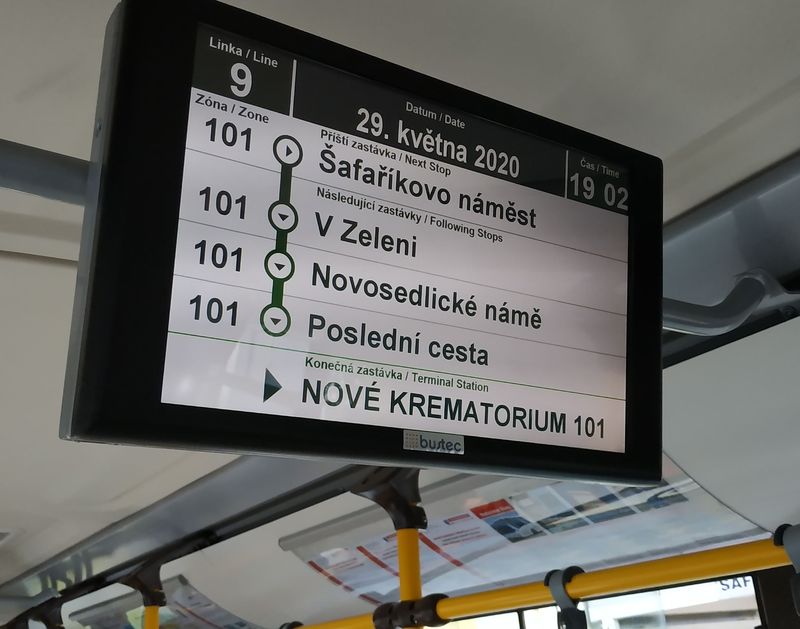 Linka / Line
9
Datum / Date
29. května 2020
Čas / Time
19 02
Zóna / Zone
Příští zastávka / Next Stop
101 Šafaříkovo náměst
Následující zastávky / Following Stops
101 V Zeleni
101 Novosedlické námě
101 Poslední cesta
Konečná zastávka / Terminal Station
NOVÉ KREMATORIUM 101
bustec